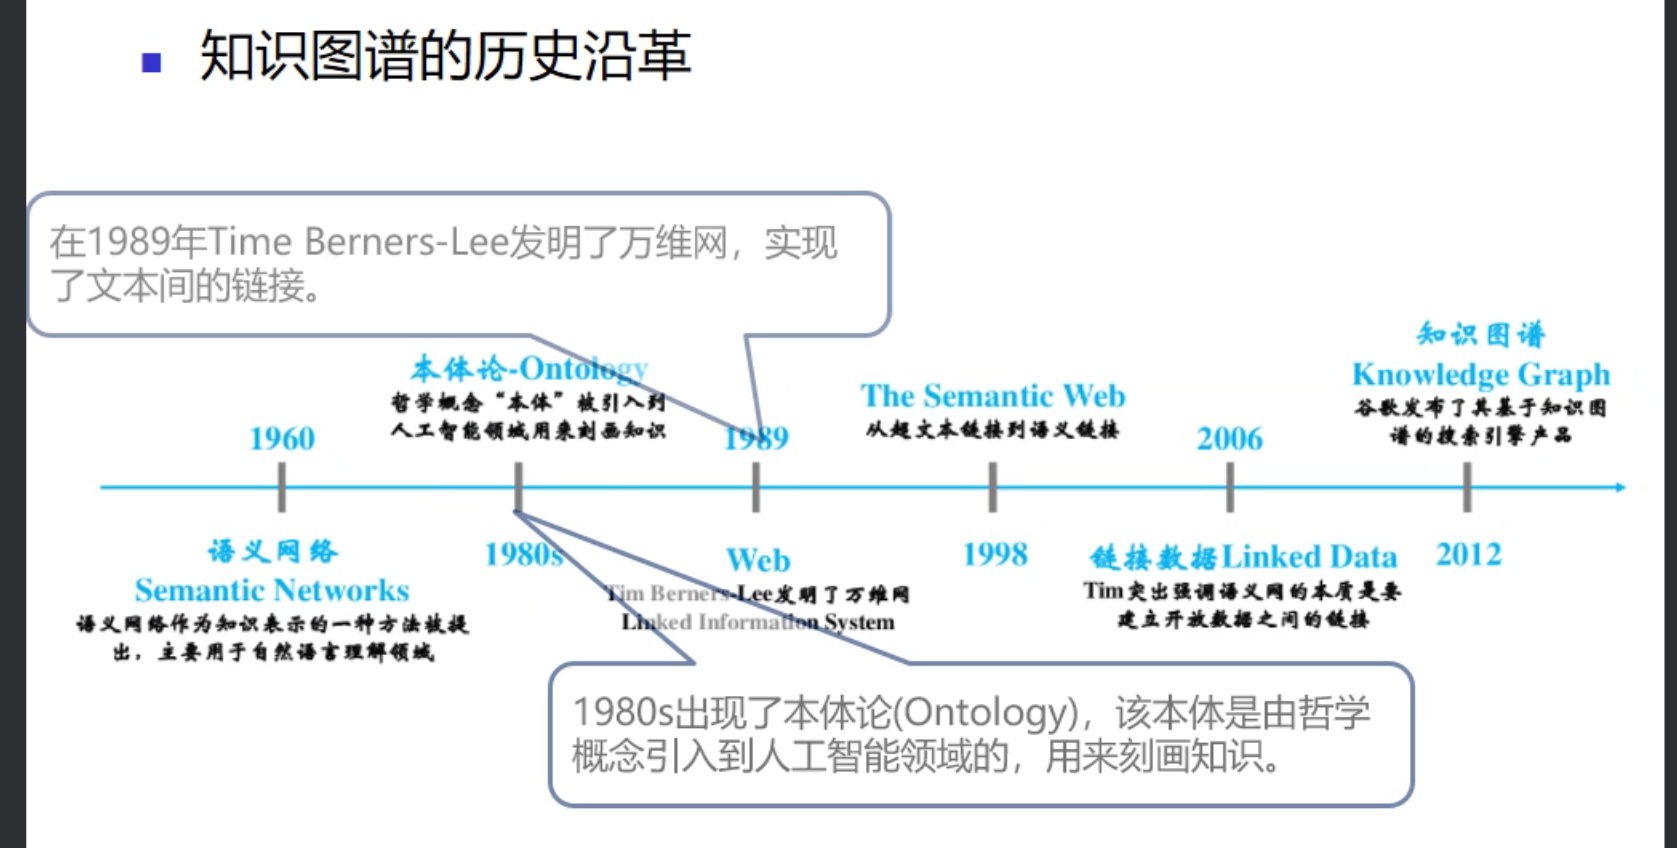 知识图谱的历史沿革
在1989年Time Berners-Lee发明了万维网，实现
了文本间的链接。
本体论-Ontology
哲学概念“本体”被引入到
人工智能领域用来刻画知识
The Semantic Web
从超文本链接到语义链接
知识图谱
Knowledge Graph
谷歌发布了其基于知识图
谱的搜索引擎产品
1960
1989
2006
语义网络
Semantic Networks
语义网络作为知识表示的一种方法被提
出，主要用于自然语言理解领域
1980s
Web
Tim Berners-Lee发明了万维网
Linked Information System
1998
链接数据Linked Data
Tim突出强调语义网的本质是要
建立开放数据之间的链接
2012
1980s出现了本体论(Ontology)，该本体是由哲学
概念引入到人工智能领域的，用来刻画知识。